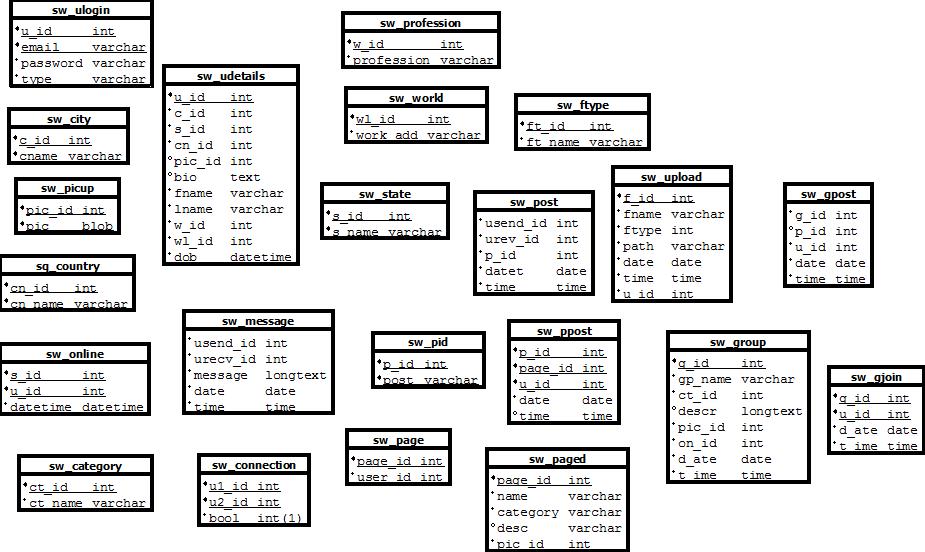 sw_ulogin
u_id int
email varchar
password varchar
type varchar
sw_profession
w_id int
profession varchar
sw_udetails
u_id int
c_id int
s_id int
cn_id int
pic_id int
bio text
fname varchar
lname varchar
w_id int
wl_id int
dob datetime
sw_workl
wl_id int
work_add varchar
sw_ftype
ft_id int
ft_name varchar
sw_city
c_id int
cname varchar
sw_picup
pic_id int
pic blob
sw_state
s_id int
s_name varchar
sw_post
usend_id int
urev_id int
p_id int
datet date
time time
sw_upload
f_id int
fname varchar
ftype int
path varchar
date date
time time
u_id int
sw_gpost
g_id int
p_id int
u_id int
date date
time time
sq_country
cn_id int
cn_name varchar
sw_message
usend_id int
urecv_id int
message longtext
date date
time time
sw_pid
p_id int
post varchar
sw_ppost
p_id int
page_id int
u_id int
date date
time time
sw_group
g_id int
gp_name varchar
ct_id int
descr longtext
pic_id int
on_id int
d_ate date
t_ime time
sw_gjoin
g_id int
u_id int
d_ate date
t_ime time
sw_online
s_id int
u_id int
datetime datetime
sw_category
ct_id int
ct_name varchar
sw_connection
u1_id int
u2_id int
bool int(1)
sw_page
page_id int
user_id int
sw_paged
page_id int
name varchar
category varchar
desc varchar
pic_id int